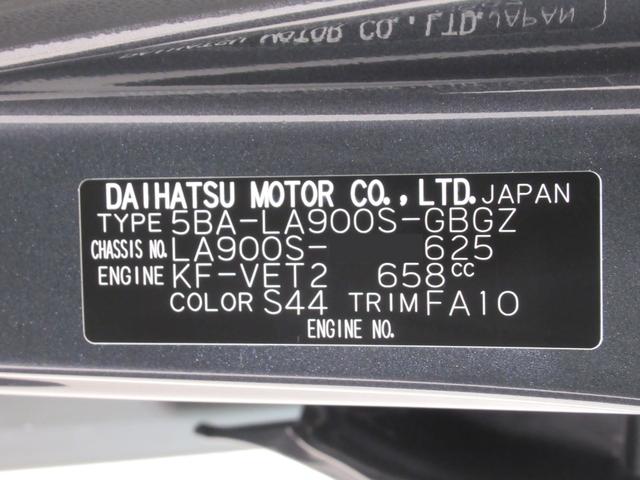 DAIHATSU MOTOR CO., LTD. JAPAN
TYPE 5BA-LA900S-GBGZ
CHASSIS NO. LA900S- 625
ENGINE KF-VET2 658cc
COLOR S44 TRIM FA10
ENGINE NO.